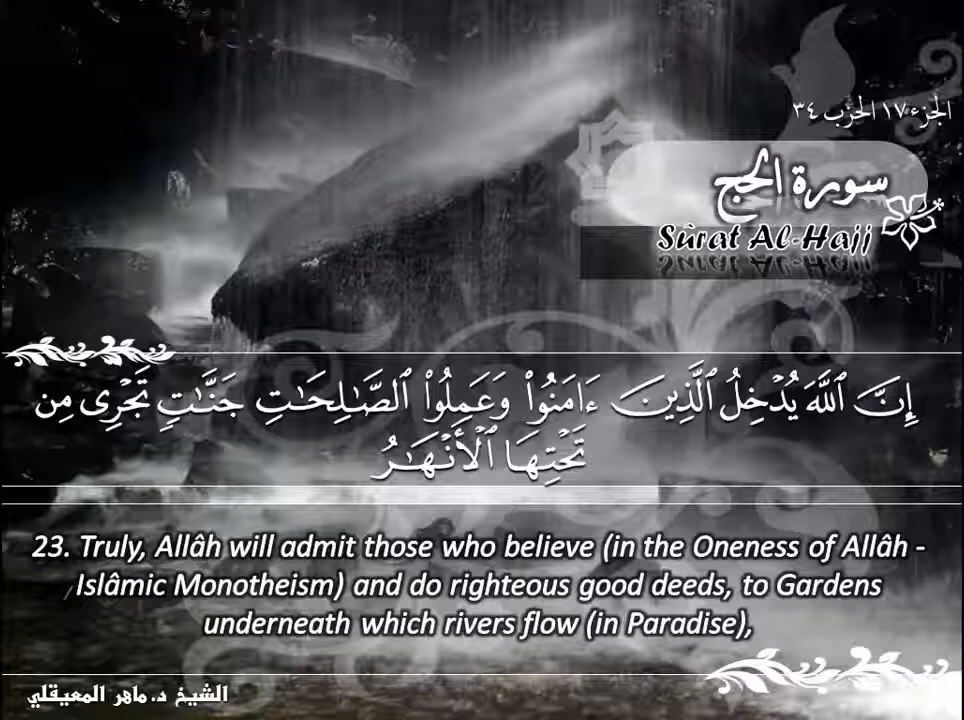 الجزء ١٧ الحزب ٣٤
سورة الحج
Sûrat Al-Hajj
إِنَّ ٱللَّهَ يُدْخِلُ ٱلَّذِينَ ءَامَنُوا۟ وَعَمِلُوا۟ ٱلصَّـٰلِحَـٰتِ جَنَّـٰتٍ تَجْرِى مِن
تَحْتِهَا ٱلْأَنْهَـٰرُ
23. Truly, Allâh will admit those who believe (in the Oneness of Allâh -
Islâmic Monotheism) and do righteous good deeds, to Gardens
underneath which rivers flow (in Paradise),
الشيخ د. ماهر المعيقلي